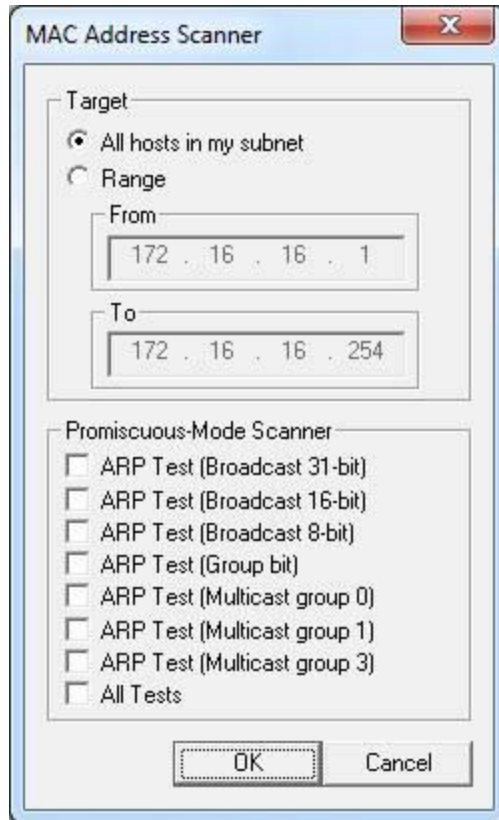 MAC Address Scanner
Target
All hosts in my subnet
Range
From
172 . 16 . 16 . 1
To
172 . 16 . 16 . 254
Promiscuous-Mode Scanner
ARP Test (Broadcast 31-bit)
ARP Test (Broadcast 16-bit)
ARP Test (Broadcast 8-bit)
ARP Test (Group bit)
ARP Test (Multicast group 0)
ARP Test (Multicast group 1)
ARP Test (Multicast group 3)
All Tests
OK Cancel